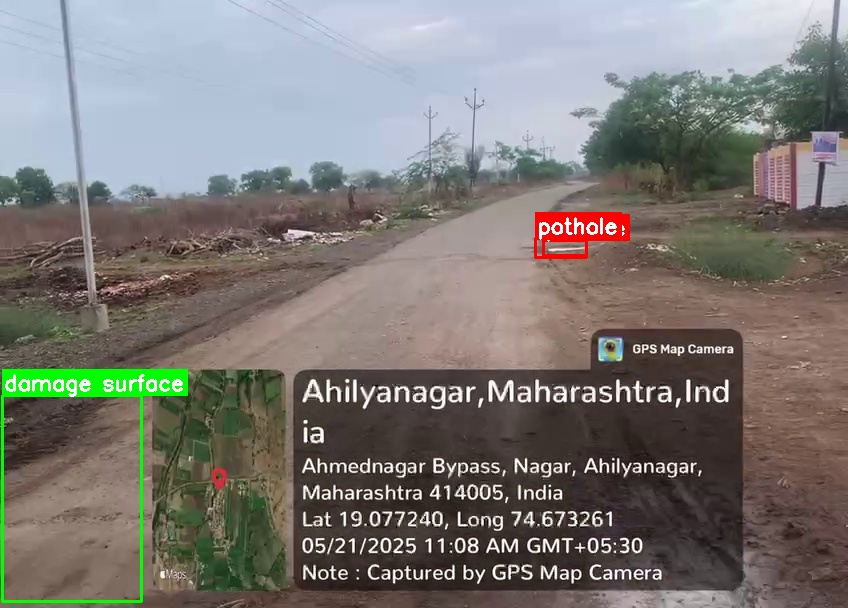 pothole
damage surface
GPS Map Camera
Ahilyanagar,Maharashtra,Ind
ia
Ahmednagar Bypass, Nagar, Ahilyanagar,
Maharashtra 414005, India
Lat 19.077240, Long 74.673261
05/21/2025 11:08 AM GMT+05:30
Note : Captured by GPS Map Camera
Maps